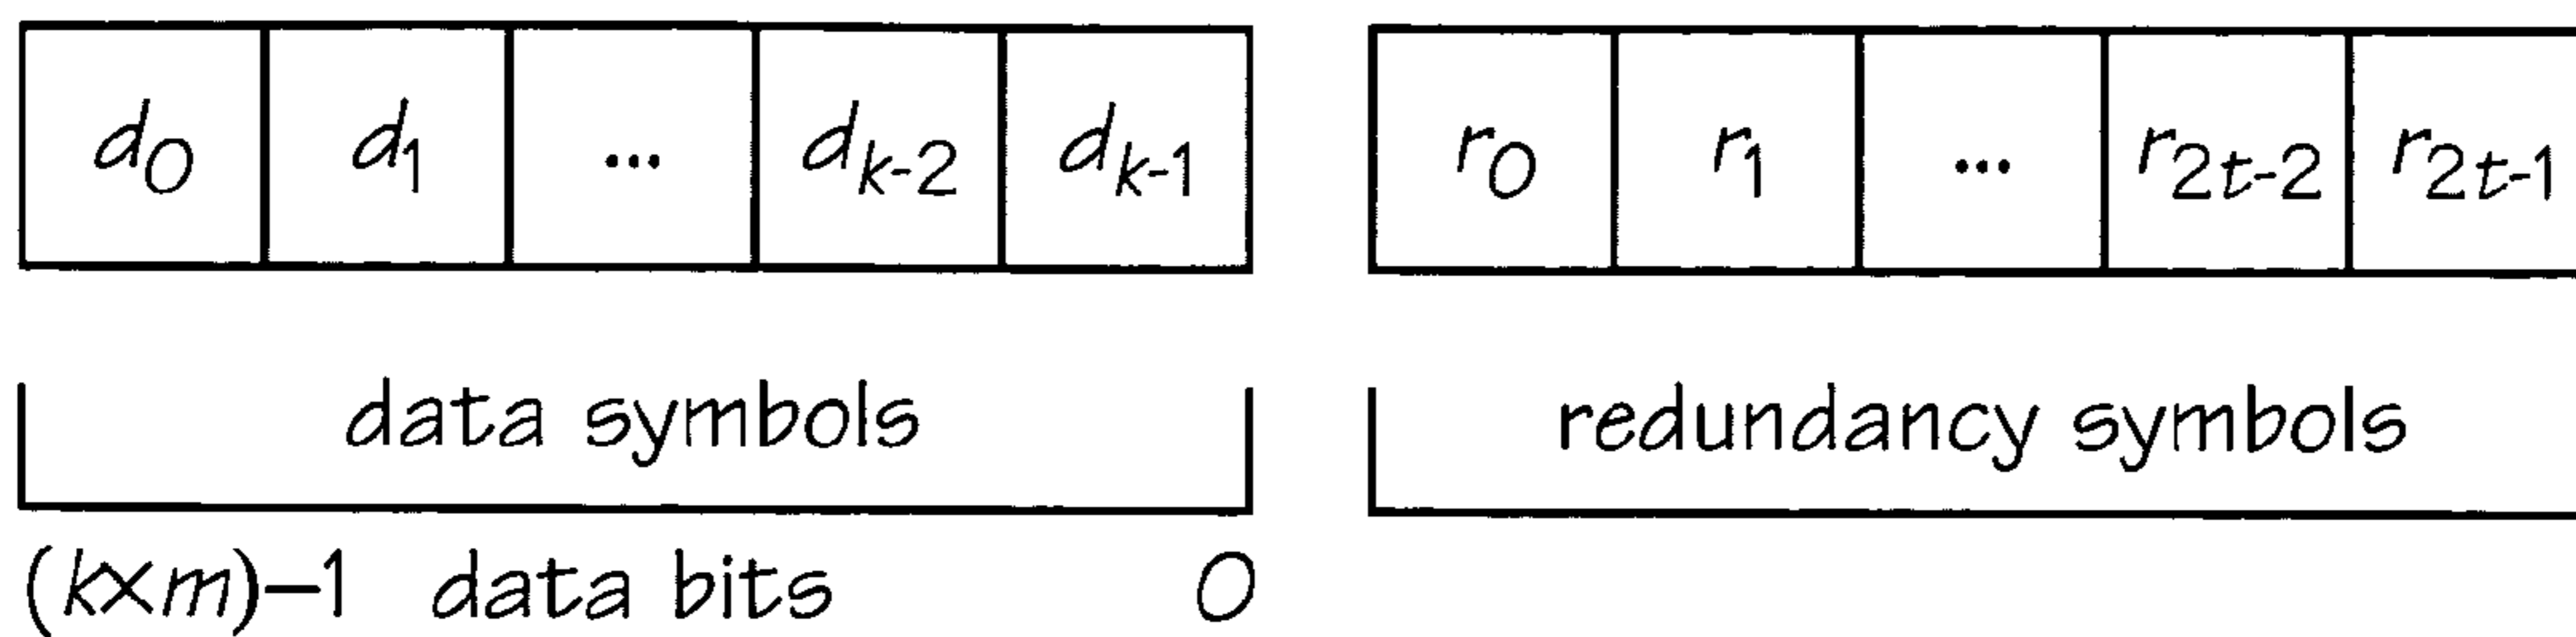 d0 d1 ... dk-2 dk-1 r0 r1 ... r2t-2 r2t-1
data symbols redundancy symbols
(k×m)–1 data bits 0